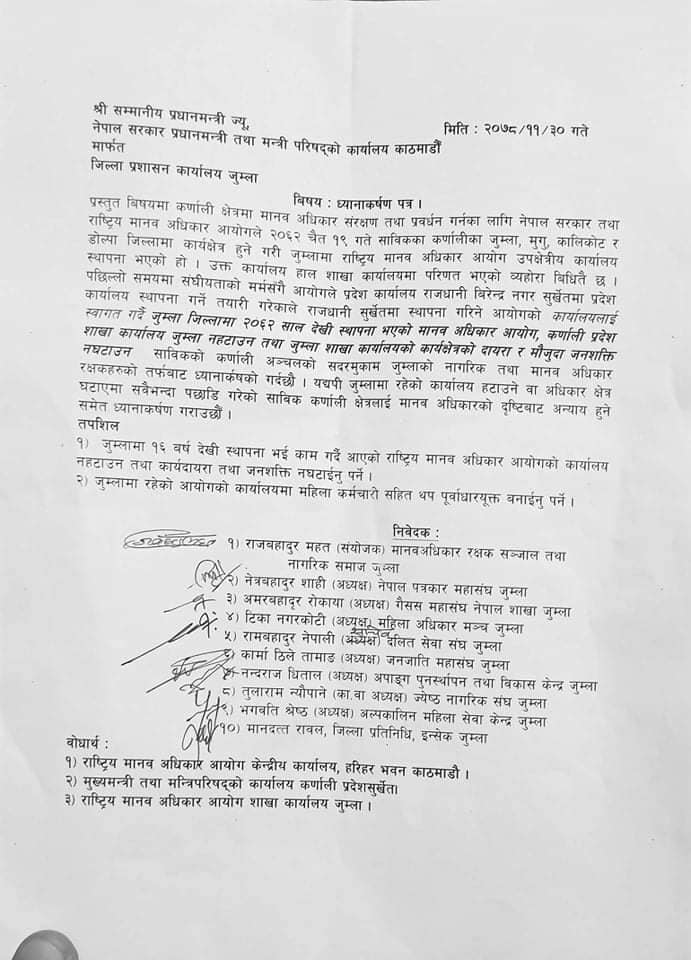 श्री सम्मानीय प्रधानमन्त्री ज्यू,
मिति : २०७८/११/३० गते
नेपाल सरकार प्रधानमन्त्री तथा मन्त्री परिषद्को कार्यालय काठमाडौं
मार्फत
जिल्ला प्रशासन कार्यालय जुम्ला
बिषय : ध्यानाकर्षण पत्र ।
प्रस्तुत बिषयमा कर्णाली क्षेत्रमा मानव अधिकार संरक्षण तथा प्रवर्धन गर्नका लागि नेपाल सरकार तथा
राष्ट्रिय मानव अधिकार आयोगले २०६२ चैत १९ गते साविकका कर्णालीका जुम्ला, मुगु, कालिकोट र
डोल्पा जिल्लामा कार्यक्षेत्र हुने गरी जुम्लामा राष्ट्रिय मानव अधिकार आयोग उपक्षेत्रीय कार्यालय
स्थापना भएको हो । उक्त कार्यालय हाल शाखा कार्यालयमा परिणत भएको व्यहोरा बिधितै छ ।
पछिल्लो समयमा संघीयताको मर्मसंगै आयोगले प्रदेश कार्यालय राजधानी बिरेन्द्र नगर सुर्खेतमा प्रदेश
कार्यालय स्थापना गर्ने तयारी गरेकाले राजधानी सुर्खेतमा स्थापना गरिने आयोगको कार्यालयलाई
स्वागत गर्दै जुम्ला जिल्लामा २०६२ साल देखी स्थापना भएको मानव अधिकार आयोग, कर्णाली प्रदेश
शाखा कार्यालय जुम्ला नहटाउन तथा जुम्ला शाखा कार्यालयको कार्यक्षेत्रको दायरा र मौजुदा जनशक्ति
नघटाउन साविकको कर्णाली अञ्चलको सदरमुकाम जुम्लाको नागरिक तथा मानव अधिकार
रक्षकहरुको तर्फबाट ध्यानार्कषको गर्दछौ । यद्यपी जुम्लामा रहेको कार्यालय हटाउने वा अधिकार क्षेत्र
घटाएमा सवैभन्दा पछाडि गरेको साबिक कर्णाली क्षेत्रलाई मानव अधिकारको दृष्टिबाट अन्याय हुने
समेत ध्यानाकर्षण गराउछौं ।
तपशिल
१) जुम्लामा १६ बर्ष देखी स्थापना भई काम गर्दै आएको राष्ट्रिय मानव अधिकार आयोगको कार्यालय
नहटाउन तथा कार्यदायरा तथा जनशक्ति नघटाईनु पर्ने ।
२) जुम्लामा रहेको आयोगको कार्यालयमा महिला कर्मचारी सहित थप पूर्वाधारयूक्त बनाईनु पर्ने ।
निवेदक :
१) राजबहादुर महत (संयोजक) मानवअधिकार रक्षक सञ्जाल तथा
नागरिक समाज जुम्ला
२) नेत्रबहादुर शाही (अध्यक्ष) नेपाल पत्रकार महासंघ जुम्ला
३) अमरबहादुर रोकाया (अध्यक्ष) गैसस महासंघ नेपाल शाखा जुम्ला
४) टिका नगरकोटी (अध्यक्ष) महिला अधिकार मञ्च जुम्ला
५) रामबहादुर नेपाली (अध्यक्ष) दलित सेवा संघ जुम्ला
६) कार्मा ठिले तामाङ (अध्यक्ष) जनजाति महासंघ जुम्ला
७) नन्दराज धिताल (अध्यक्ष) अपाङ्ग पुनर्स्थापन तथा बिकास केन्द्र जुम्ला
८) तुलाराम न्यौपाने (का.वा अध्यक्ष) ज्येष्ठ नागरिक संघ जुम्ला
९) भगवति श्रेष्ठ (अध्यक्ष) अल्पकालिन महिला सेवा केन्द्र जुम्ला
१०) मानदत्त रावल, जिल्ला प्रतिनिधि, इन्सेक जुम्ला
वोधार्थ :
१) राष्ट्रिय मानव अधिकार आयोग केन्द्रीय कार्यालय, हरिहर भवन काठमाडौ ।
२) मुख्यमन्त्री तथा मन्त्रिपरिषद्को कार्यालय कर्णाली प्रदेशसुर्खेत।
३) राष्ट्रिय मानव अधिकार आयोग शाखा कार्यालय जुम्ला ।